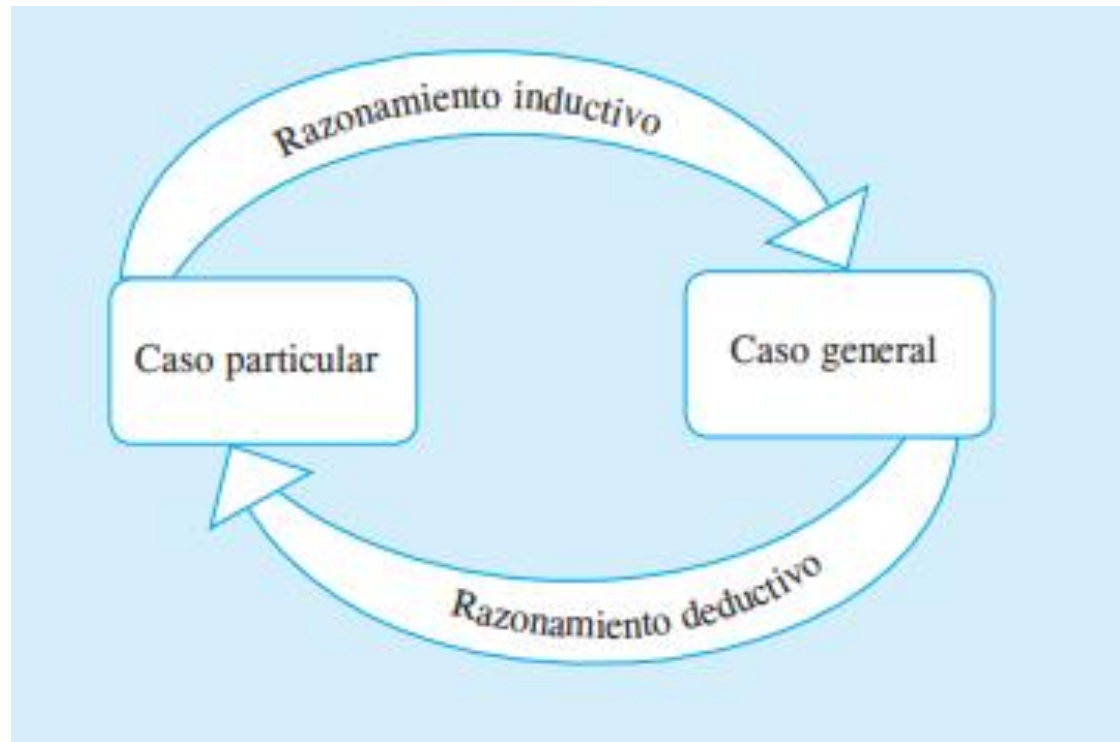 Razonamiento inductivo
Caso particular
Caso general
Razonamiento deductivo